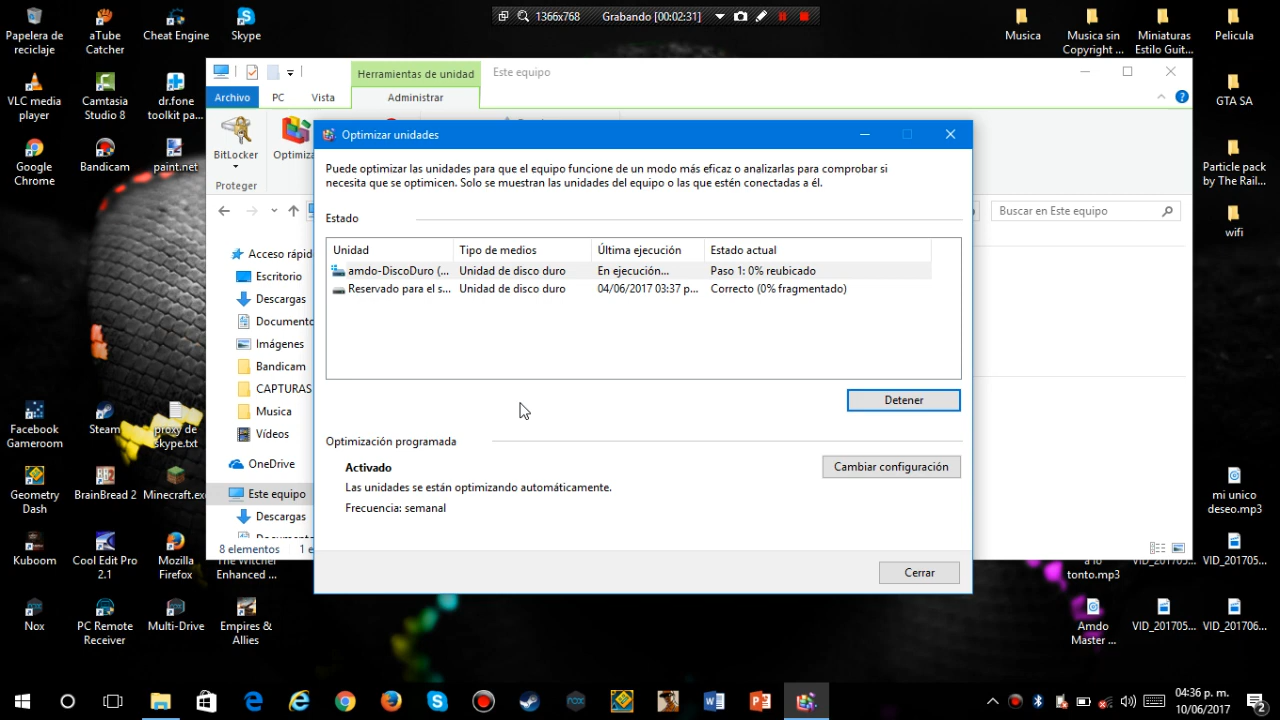 1366x768
Grabando [00:02:31]
Papelera de
reciclaje
aTube
Catcher
Cheat Engine
Skype
Musica
Musica sin
Copyright ...
Miniaturas
Estilo Guit...
Pelicula
VLC media
player
Camtasia
Studio 8
dr.fone
toolkit pa...
GTA SA
Google
Chrome
Bandicam
paint.net
Particle pack
by The Rail...
wifi
Herramientas de unidad
Este equipo
Archivo
PC
Vista
Administrar
BitLocker
Optimiza
Proteger
Buscar en Este equipo
Acceso rápid
Escritorio
Descargas
Documento
Imágenes
Bandicam
CAPTURAS
Musica
Vídeos
OneDrive
Este equipo
Descargas
8 elementos
Optimizar unidades
Puede optimizar las unidades para que el equipo funcione de un modo más eficaz o analizarlas para comprobar si
necesita que se optimicen. Solo se muestran las unidades del equipo o las que estén conectadas a él.
Estado
Unidad Tipo de medios Última ejecución Estado actual
amdo-DiscoDuro (... Unidad de disco duro En ejecución... Paso 1: 0% reubicado
Reservado para el s... Unidad de disco duro 04/06/2017 03:37 p... Correcto (0% fragmentado)
Detener
Optimización programada
Activado
Cambiar configuración
Las unidades se están optimizando automáticamente.
Frecuencia: semanal
Cerrar
Facebook
Gameroom
Steam
proxy de
skype.txt
Geometry
Dash
BrainBread 2
Minecraft.exe
mi unico
deseo.mp3
Kuboom
Cool Edit Pro
2.1
Mozilla
Firefox
The Witcher
Enhanced ...
a lo
tonto.mp3
VID_201705...
VID_201705...
Nox
PC Remote
Receiver
Multi-Drive
Empires &
Allies
Amdo
Master ...
VID_201705...
VID_201706...
04:36 p. m.
10/06/2017
2